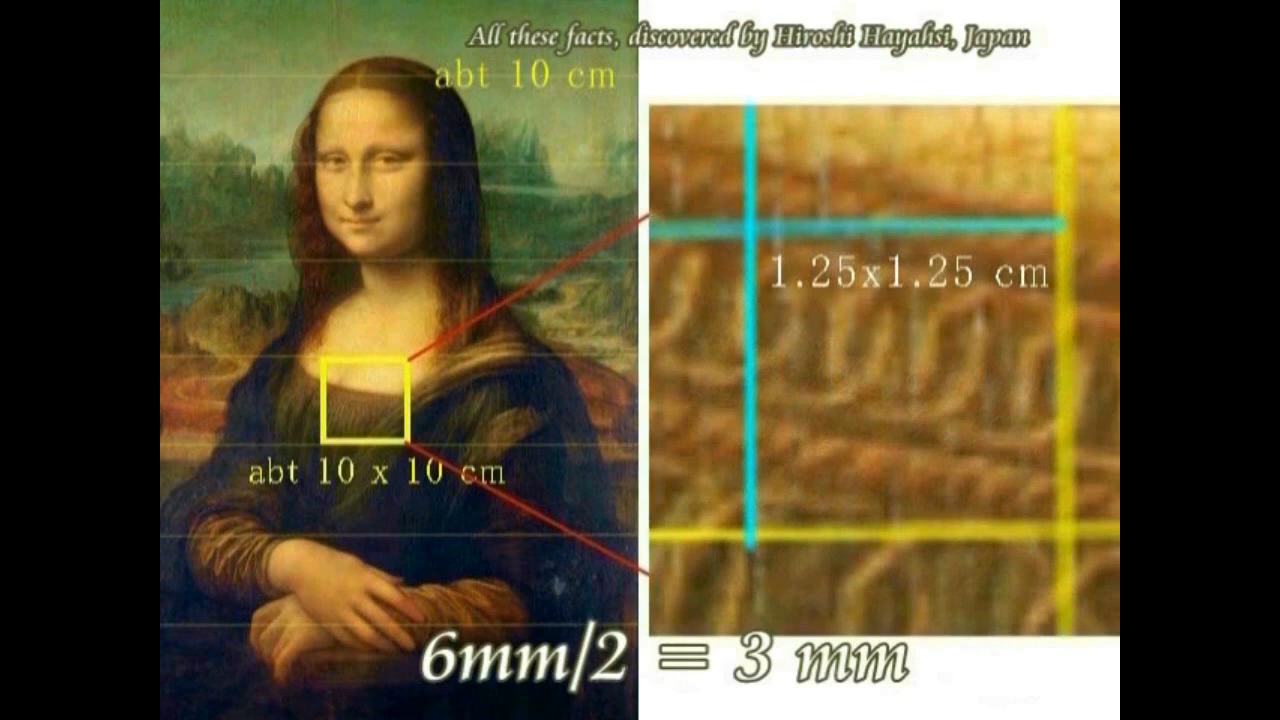 All these facts, discovered by Hiroshi Hayahsi, Japan
abt 10 cm
1.25x1.25 cm
abt 10 x 10 cm
6mm/2 = 3 mm